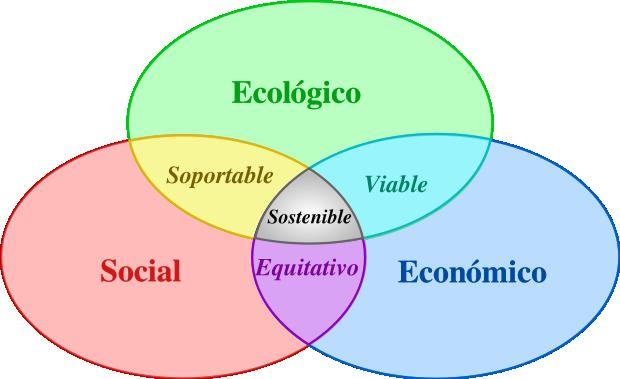 Ecológico
Soportable
Viable
Sostenible
Social
Equitativo
Económico